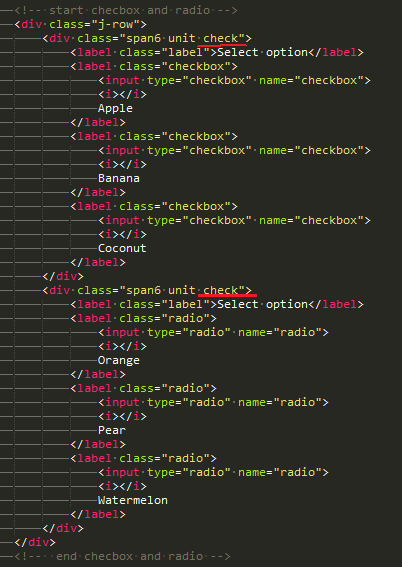 <!-- start checbox and radio -->
<div class="j-row">
<div class="span6 unit check">
<label class="label">Select option</label>
<label class="checkbox">
<input type="checkbox" name="checkbox">
<i></i>
Apple
</label>
<label class="checkbox">
<input type="checkbox" name="checkbox">
<i></i>
Banana
</label>
<label class="checkbox">
<input type="checkbox" name="checkbox">
<i></i>
Coconut
</label>
</div>
<div class="span6 unit check">
<label class="label">Select option</label>
<label class="radio">
<input type="radio" name="radio">
<i></i>
Orange
</label>
<label class="radio">
<input type="radio" name="radio">
<i></i>
Pear
</label>
<label class="radio">
<input type="radio" name="radio">
<i></i>
Watermelon
</label>
</div>
</div>
<!-- end checbox and radio -->